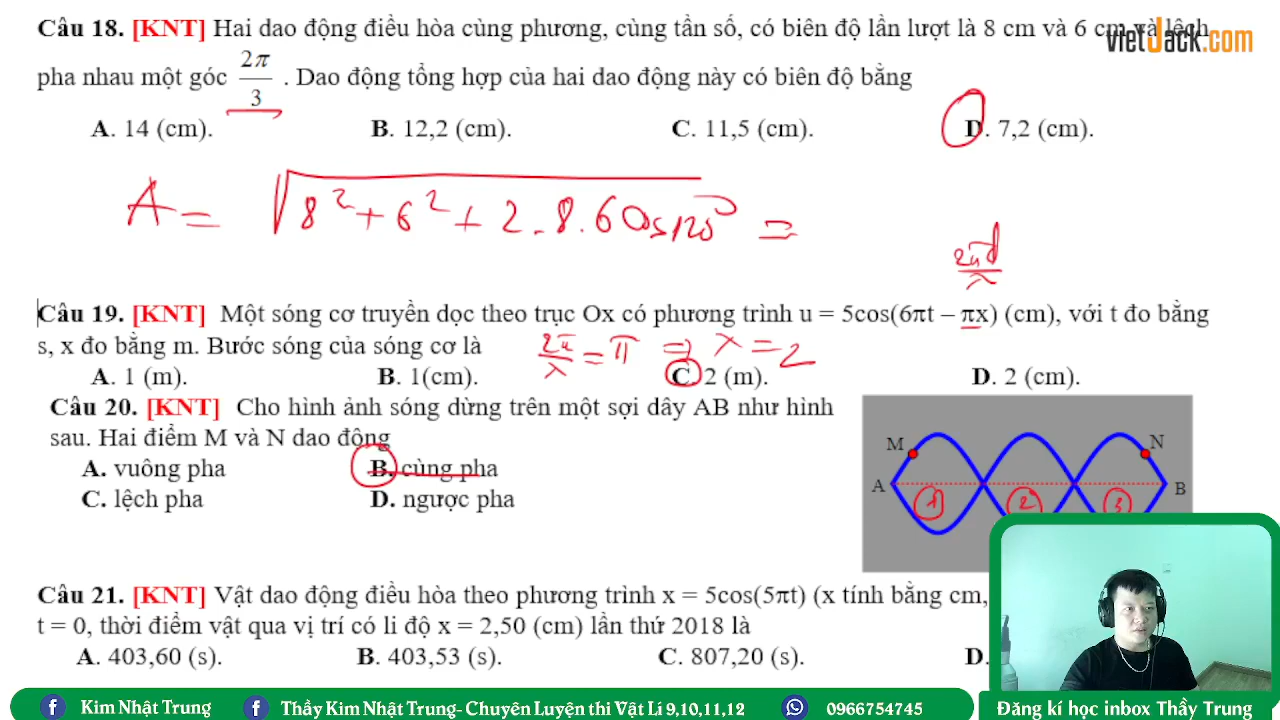 Câu 18. [KNT] Hai dao động điều hòa cùng phương, cùng tần số, có biên độ lần lượt là 8 cm và 6 cm và lệch
vietJack.com
pha nhau một góc 2π/3 . Dao động tổng hợp của hai dao động này có biên độ bằng
A. 14 (cm). B. 12,2 (cm). C. 11,5 (cm). D. 7,2 (cm).
A = √8² + 6² + 2.8.6 Cos120° =
2πd/λ
Câu 19. [KNT] Một sóng cơ truyền dọc theo trục Ox có phương trình u = 5cos(6πt – πx) (cm), với t đo bằng
s, x đo bằng m. Bước sóng của sóng cơ là
2π/λ = π ⇒ λ = 2
A. 1 (m). B. 1(cm). C. 2 (m). D. 2 (cm).
Câu 20. [KNT] Cho hình ảnh sóng dừng trên một sợi dây AB như hình
sau. Hai điểm M và N dao động
A. vuông pha B. cùng pha
C. lệch pha D. ngược pha
M N
A B
1 2 3
Câu 21. [KNT] Vật dao động điều hòa theo phương trình x = 5cos(5πt) (x tính bằng cm,
t = 0, thời điểm vật qua vị trí có li độ x = 2,50 (cm) lần thứ 2018 là
A. 403,60 (s). B. 403,53 (s). C. 807,20 (s). D.
Kim Nhật Trung Thầy Kim Nhật Trung- Chuyên Luyện thi Vật Lí 9,10,11,12 0966754745 Đăng kí học inbox Thầy Trung